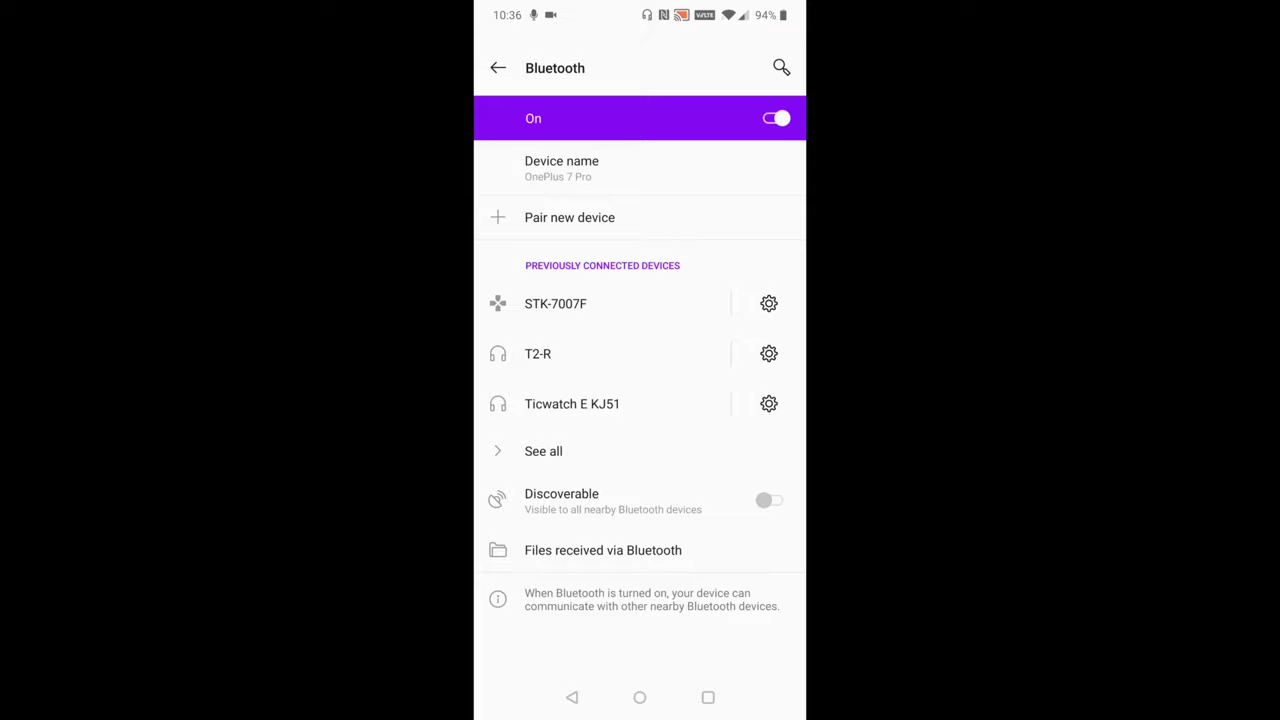 10:36
VoLTE
94%
Bluetooth
On
Device name
OnePlus 7 Pro
Pair new device
PREVIOUSLY CONNECTED DEVICES
STK-7007F
T2-R
Ticwatch E KJ51
See all
Discoverable
Visible to all nearby Bluetooth devices
Files received via Bluetooth
When Bluetooth is turned on, your device can
communicate with other nearby Bluetooth devices.